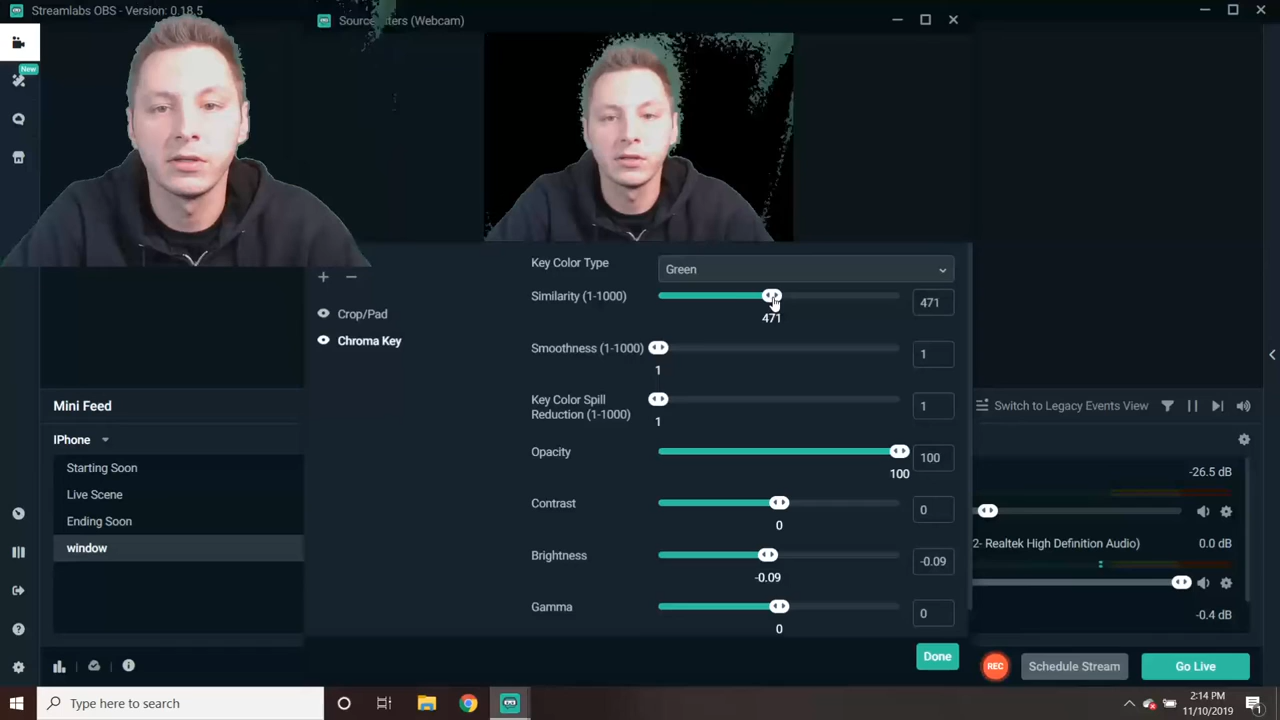 Streamlabs OBS - Version: 0.18.5
Source Filters (Webcam)
New
Key Color Type
Green
Similarity (1-1000)
471
471
Crop/Pad
Chroma Key
Smoothness (1-1000)
1
1
Key Color Spill
Reduction (1-1000)
1
1
Opacity
100
100
Contrast
0
0
Brightness
-0.09
-0.09
Gamma
0
0
Done
Mini Feed
Switch to Legacy Events View
IPhone
Starting Soon
Live Scene
Ending Soon
window
-26.5 dB
2- Realtek High Definition Audio)
0.0 dB
-0.4 dB
REC
Schedule Stream
Go Live
Type here to search
2:14 PM
11/10/2019
1